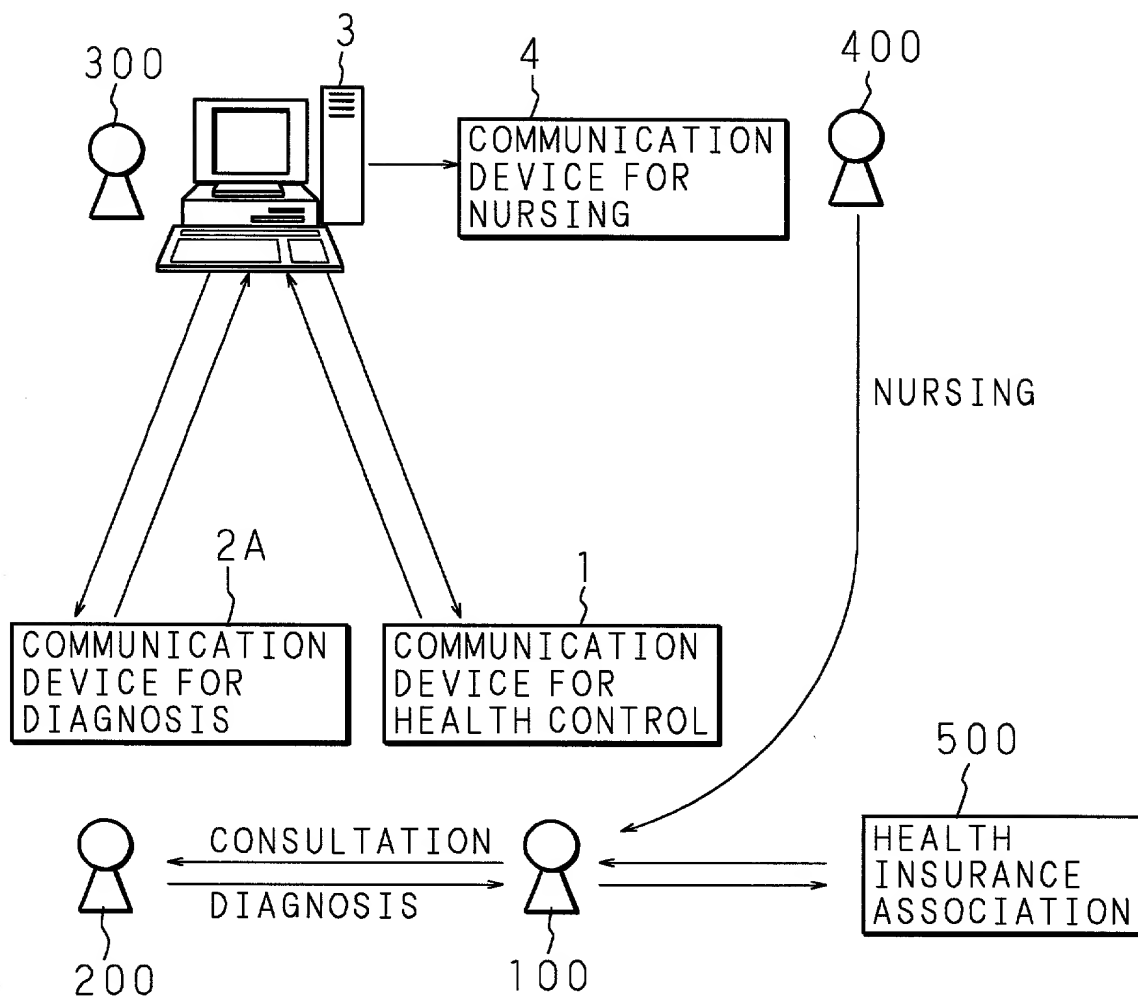 300
3
4
400
COMMUNICATION
DEVICE FOR
NURSING
NURSING
2A
1
COMMUNICATION
DEVICE FOR
DIAGNOSIS
COMMUNICATION
DEVICE FOR
HEALTH CONTROL
500
CONSULTATION
DIAGNOSIS
HEALTH
INSURANCE
ASSOCIATION
200
100